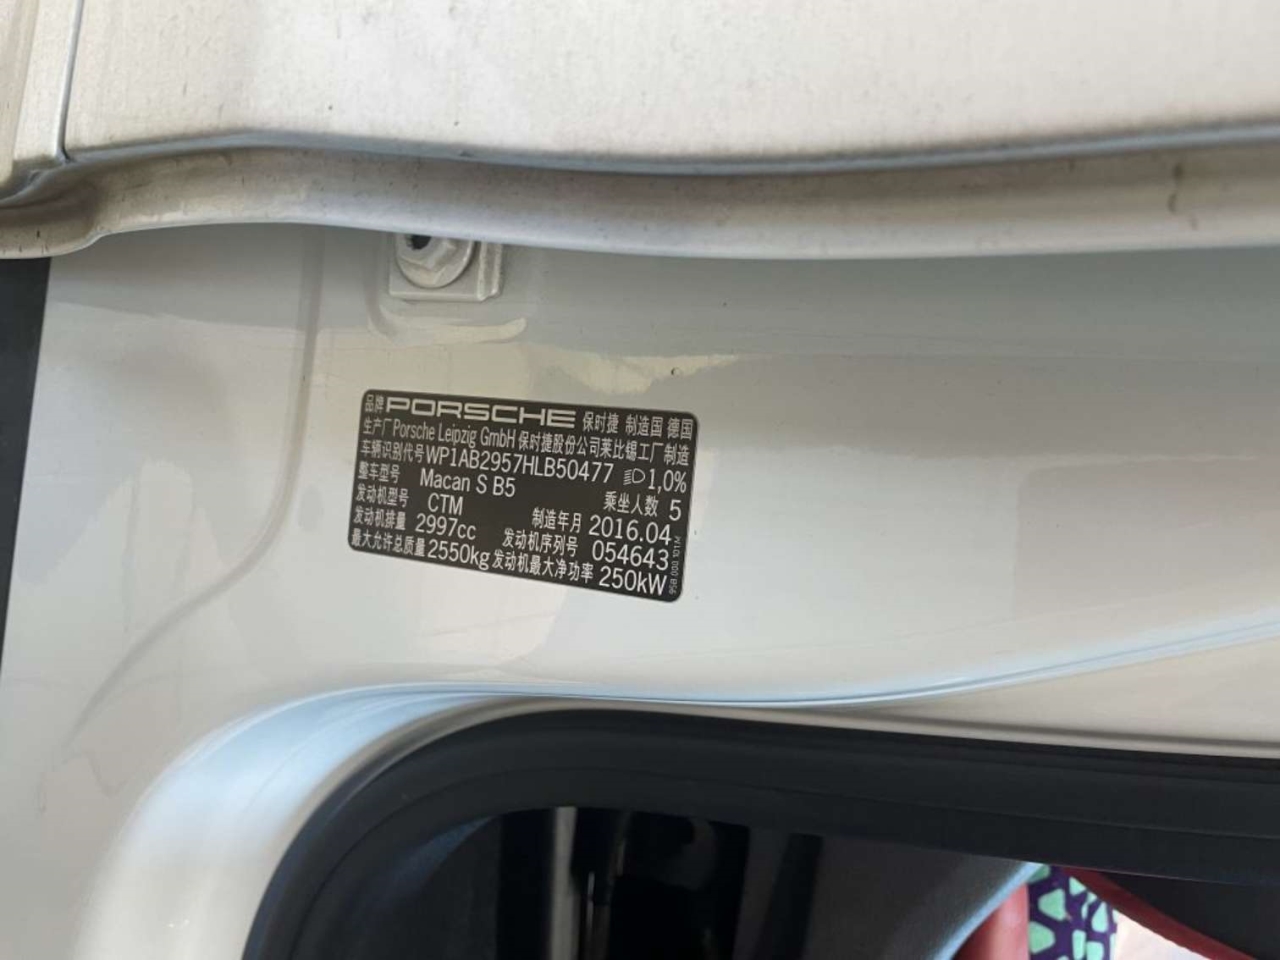 品牌 PORSCHE 保时捷 制造国 德国
生产厂 Porsche Leipzig GmbH 保时捷股份公司莱比锡工厂制造
车辆识别代号 WP1AB2957HLB50477 1,0%
整车型号 Macan S B5 乘坐人数 5
发动机型号 CTM 制造年月 2016.04
发动机排量 2997cc 发动机序列号 054643
最大允许总质量 2550kg 发动机最大净功率 250kW
95B.000.101.M